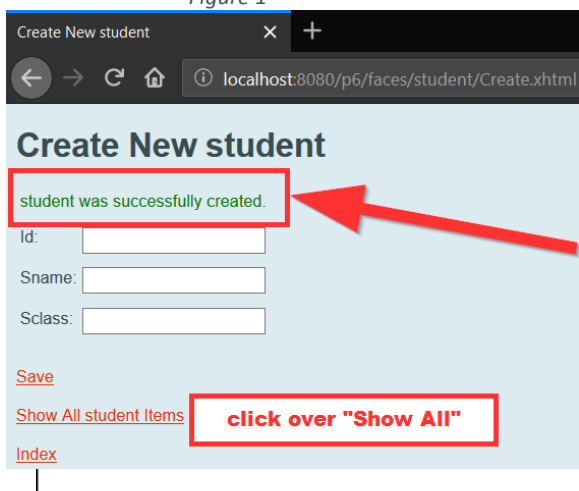 Figure 1
Create New student
localhost:8080/p6/faces/student/Create.xhtml
Create New student
student was successfully created.
Id:
Sname:
Sclass:
Save
Show All student Items
click over "Show All"
Index